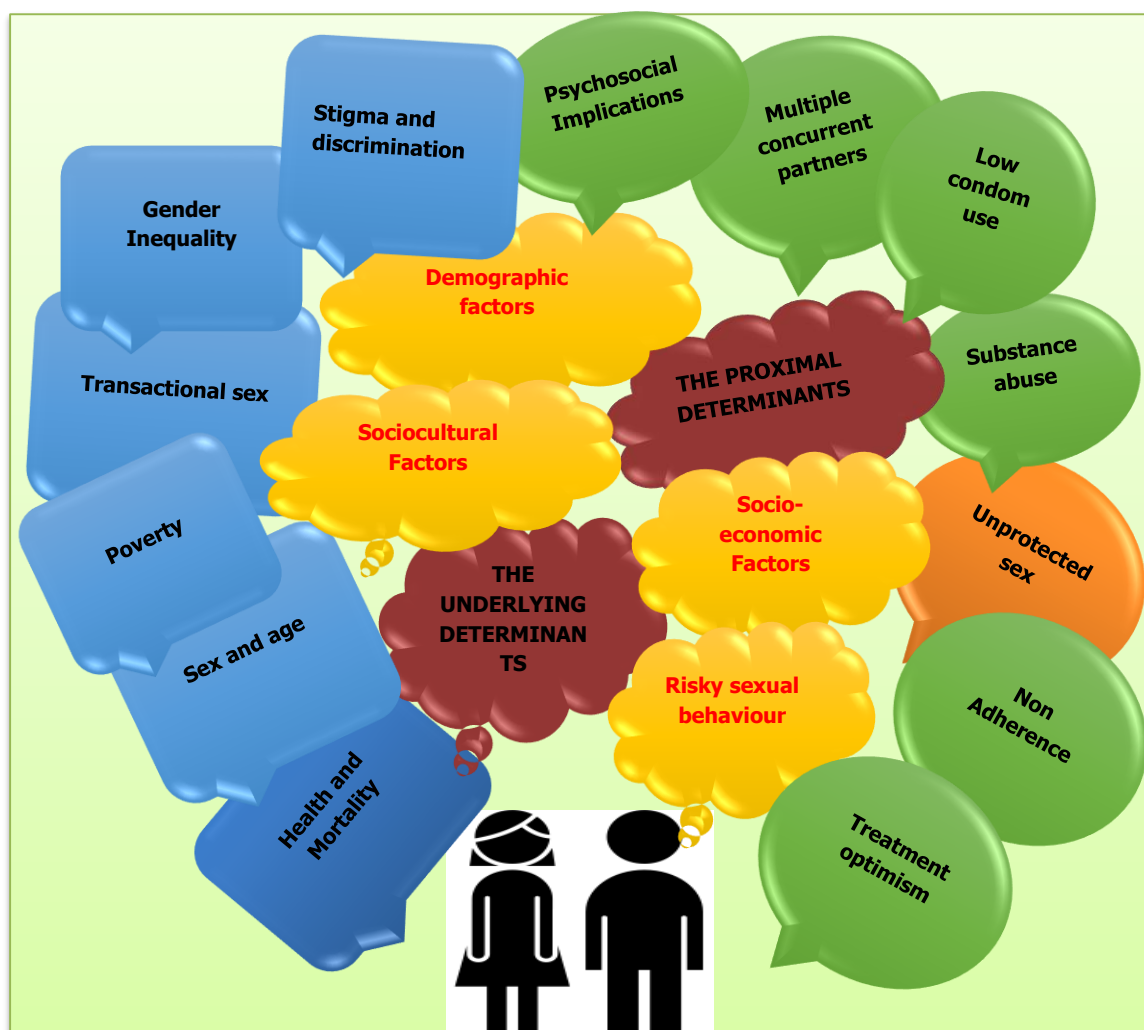 Psychosocial
Implications
Multiple
concurrent
partners
Stigma and
discrimination
Low
condom
use
Gender
Inequality
Demographic
factors
Substance
abuse
THE PROXIMAL
DETERMINANTS
Transactional sex
Sociocultural
Factors
Socio-
economic
Factors
Unprotected
sex
Poverty
THE
UNDERLYING
DETERMINAN
TS
Sex and age
Risky sexual
behaviour
Non
Adherence
Health and
Mortality
Treatment
optimism